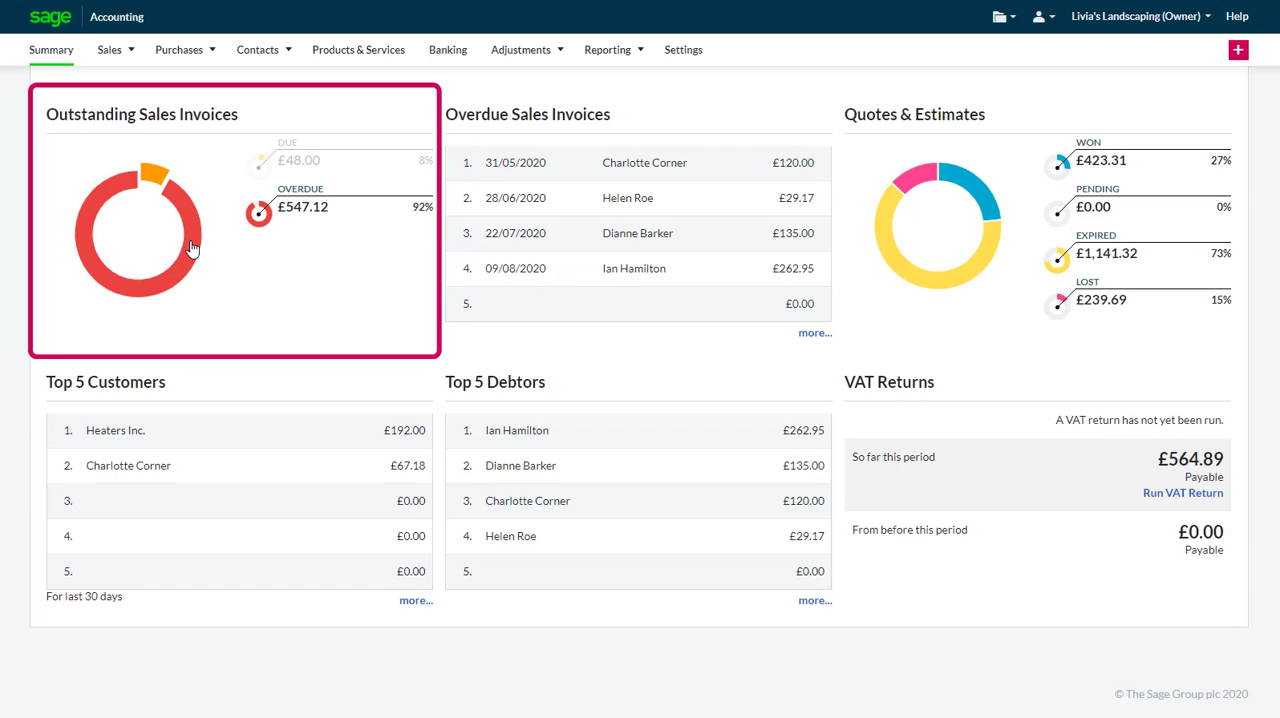 sage Accounting Livia's Landscaping (Owner) Help
Summary Sales Purchases Contacts Products & Services Banking Adjustments Reporting Settings +
Outstanding Sales Invoices
DUE
£48.00 8%
OVERDUE
£547.12 92%
Overdue Sales Invoices
1. 31/05/2020 Charlotte Corner £120.00
2. 28/06/2020 Helen Roe £29.17
3. 22/07/2020 Dianne Barker £135.00
4. 09/08/2020 Ian Hamilton £262.95
5. £0.00
more...
Quotes & Estimates
WON
£423.31 27%
PENDING
£0.00 0%
EXPIRED
£1,141.32 73%
LOST
£239.69 15%
Top 5 Customers
1. Heaters Inc. £192.00
2. Charlotte Corner £67.18
3. £0.00
4. £0.00
5. £0.00
For last 30 days more...
Top 5 Debtors
1. Ian Hamilton £262.95
2. Dianne Barker £135.00
3. Charlotte Corner £120.00
4. Helen Roe £29.17
5. £0.00
more...
VAT Returns
A VAT return has not yet been run.
So far this period £564.89
Payable
Run VAT Return
From before this period £0.00
Payable
© The Sage Group plc 2020